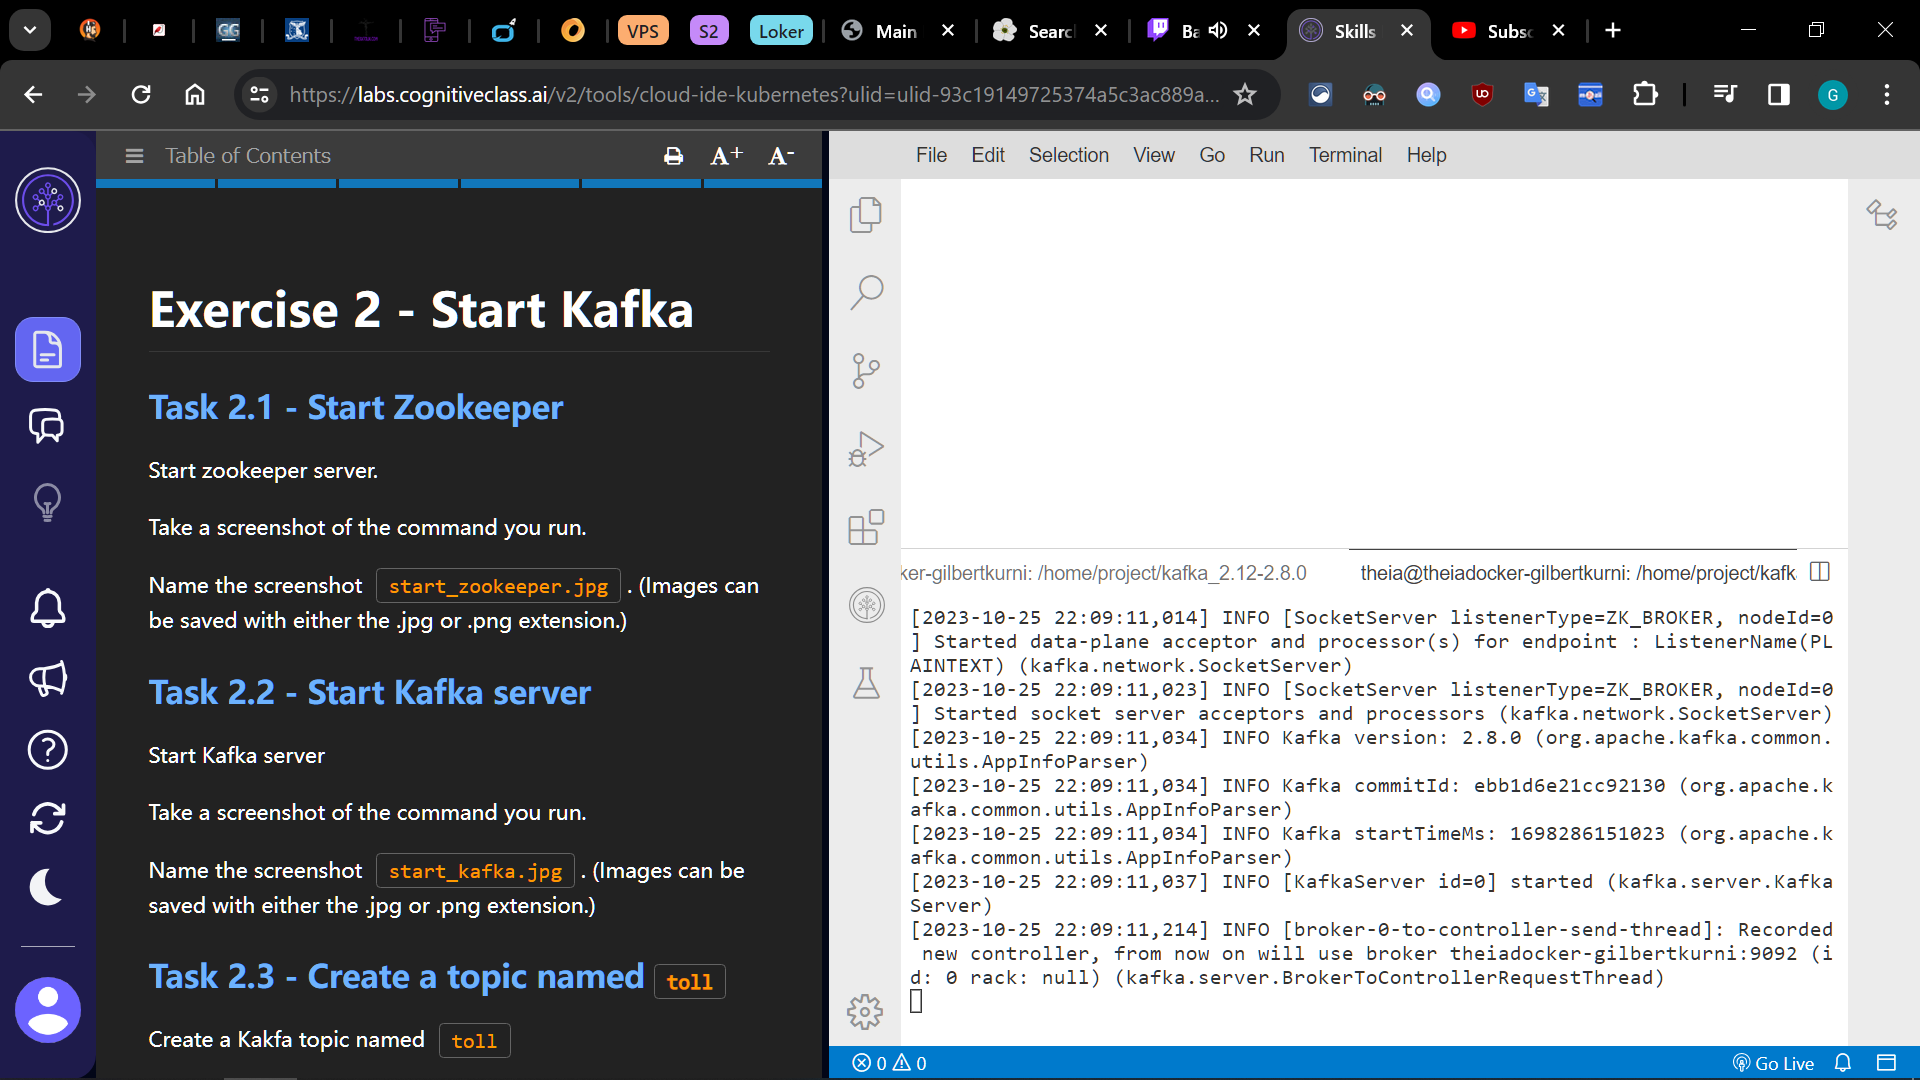 VPS
S2
Loker
Main
Searc
Ba
Skills
Subsc
https://labs.cognitiveclass.ai/v2/tools/cloud-ide-kubernetes?ulid=ulid-93c19149725374a5c3ac889a...
G
Table of Contents
A+
A-
File Edit Selection View Go Run Terminal Help
Exercise 2 - Start Kafka
Task 2.1 - Start Zookeeper
Start zookeeper server.
Take a screenshot of the command you run.
Name the screenshot start_zookeeper.jpg . (Images can
be saved with either the .jpg or .png extension.)
Task 2.2 - Start Kafka server
Start Kafka server
Take a screenshot of the command you run.
Name the screenshot start_kafka.jpg . (Images can be
saved with either the .jpg or .png extension.)
Task 2.3 - Create a topic named toll
Create a Kakfa topic named toll
ker-gilbertkurni: /home/project/kafka_2.12-2.8.0
theia@theiadocker-gilbertkurni: /home/project/kafk
[2023-10-25 22:09:11,014] INFO [SocketServer listenerType=ZK_BROKER, nodeId=0
] Started data-plane acceptor and processor(s) for endpoint : ListenerName(PL
AINTEXT) (kafka.network.SocketServer)
[2023-10-25 22:09:11,023] INFO [SocketServer listenerType=ZK_BROKER, nodeId=0
] Started socket server acceptors and processors (kafka.network.SocketServer)
[2023-10-25 22:09:11,034] INFO Kafka version: 2.8.0 (org.apache.kafka.common.
utils.AppInfoParser)
[2023-10-25 22:09:11,034] INFO Kafka commitId: ebb1d6e21cc92130 (org.apache.k
afka.common.utils.AppInfoParser)
[2023-10-25 22:09:11,034] INFO Kafka startTimeMs: 1698286151023 (org.apache.k
afka.common.utils.AppInfoParser)
[2023-10-25 22:09:11,037] INFO [KafkaServer id=0] started (kafka.server.Kafka
Server)
[2023-10-25 22:09:11,214] INFO [broker-0-to-controller-send-thread]: Recorded
new controller, from now on will use broker theiadocker-gilbertkurni:9092 (i
d: 0 rack: null) (kafka.server.BrokerToControllerRequestThread)
0 0
Go Live